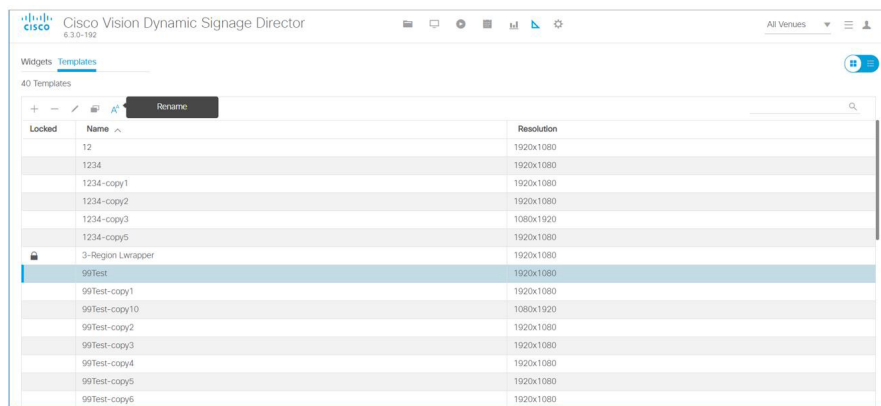 CISCO
Cisco Vision Dynamic Signage Director
6.3.0-192
All Venues
Widgets Templates
40 Templates
Rename
Locked Name Resolution
12 1920x1080
1234 1920x1080
1234-copy1 1920x1080
1234-copy2 1920x1080
1234-copy3 1080x1920
1234-copy5 1920x1080
3-Region Lwrapper 1920x1080
99Test 1920x1080
99Test-copy1 1920x1080
99Test-copy10 1080x1920
99Test-copy2 1920x1080
99Test-copy3 1920x1080
99Test-copy4 1920x1080
99Test-copy5 1920x1080
99Test-copy6 1920x1080